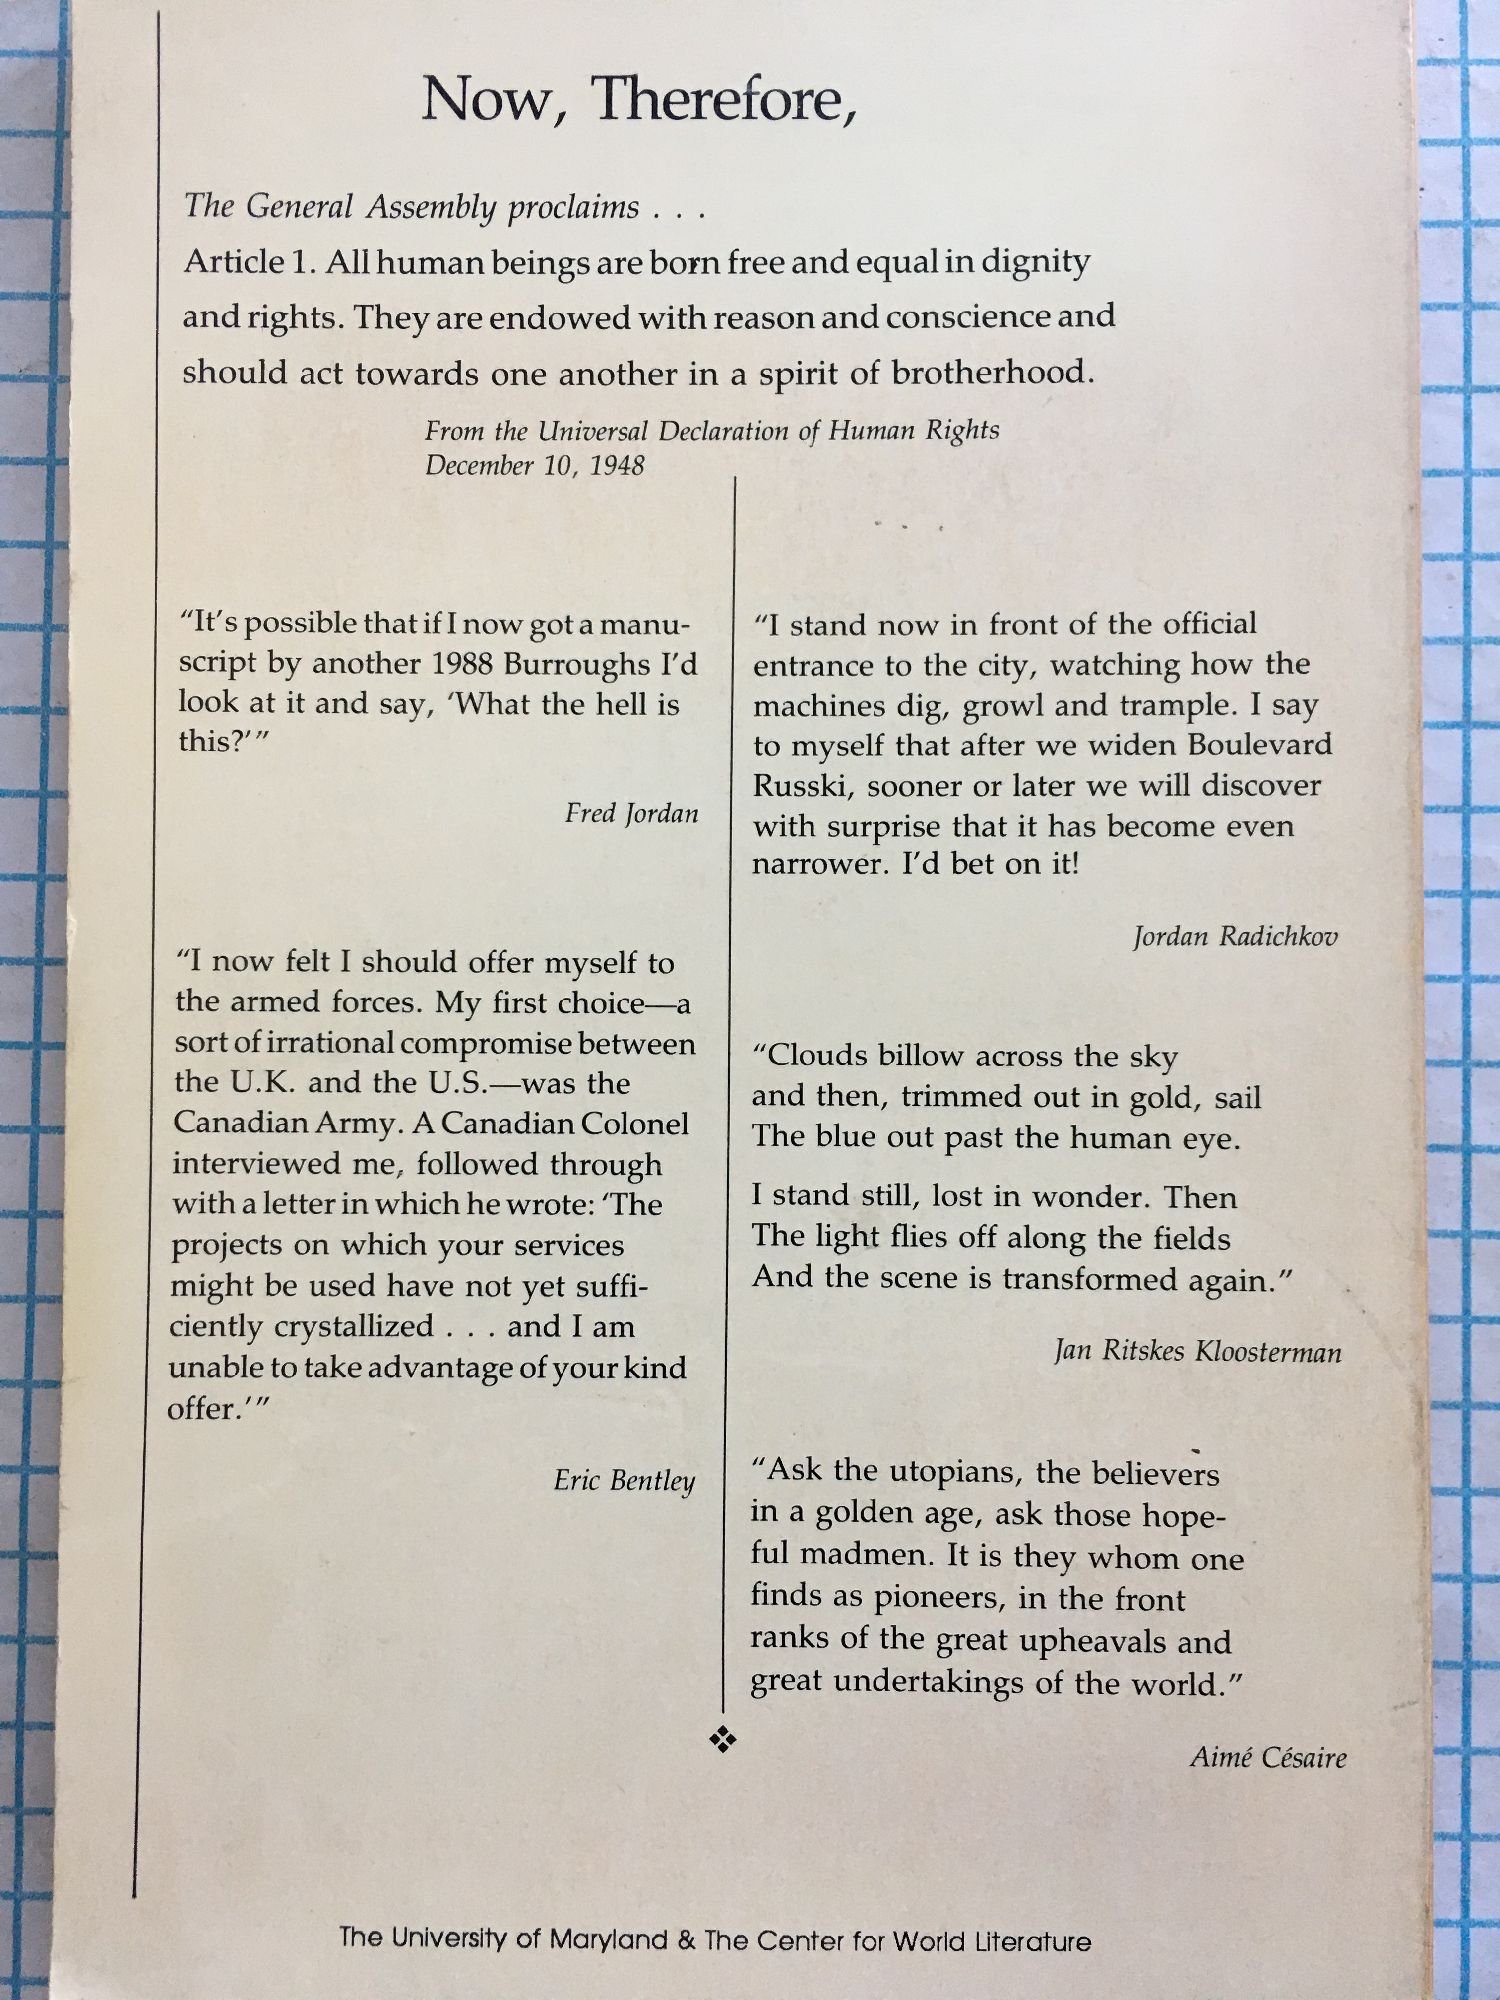 Now, Therefore,
The General Assembly proclaims . . .
Article 1. All human beings are born free and equal in dignity
and rights. They are endowed with reason and conscience and
should act towards one another in a spirit of brotherhood.
From the Universal Declaration of Human Rights
December 10, 1948
“It’s possible that if I now got a manu-
script by another 1988 Burroughs I’d
look at it and say, ‘What the hell is
this?’”
Fred Jordan
“I now felt I should offer myself to
the armed forces. My first choice—a
sort of irrational compromise between
the U.K. and the U.S.—was the
Canadian Army. A Canadian Colonel
interviewed me, followed through
with a letter in which he wrote: ‘The
projects on which your services
might be used have not yet suffi-
ciently crystallized . . . and I am
unable to take advantage of your kind
offer.’”
Eric Bentley
“I stand now in front of the official
entrance to the city, watching how the
machines dig, growl and trample. I say
to myself that after we widen Boulevard
Russki, sooner or later we will discover
with surprise that it has become even
narrower. I’d bet on it!
Jordan Radichkov
“Clouds billow across the sky
and then, trimmed out in gold, sail
The blue out past the human eye.
I stand still, lost in wonder. Then
The light flies off along the fields
And the scene is transformed again.”
Jan Ritskes Kloosterman
“Ask the utopians, the believers
in a golden age, ask those hope-
ful madmen. It is they whom one
finds as pioneers, in the front
ranks of the great upheavals and
great undertakings of the world.”
Aimé Césaire
The University of Maryland & The Center for World Literature